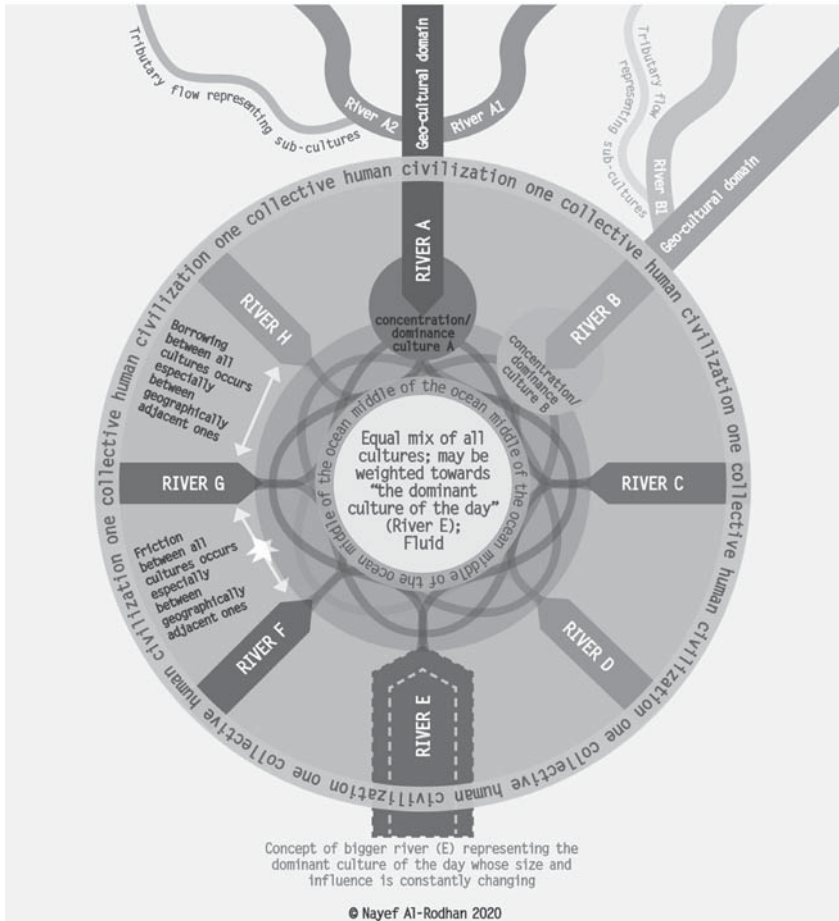 Tributary flow representing sub-cultures
River A2
Geo-cultural domain
River A1
Tributary flow
representing
sub-cultures
River B1
Geo-cultural domain
one collective human civilization one collective human civilization one collective human civilization one collective human civilization one collective human civilization
RIVER A
concentration/
dominance
culture A
RIVER B
concentration/
dominance
culture B
RIVER H
Borrowing
between all
cultures occurs
especially
between
geographically
adjacent ones
middle of the ocean middle of the ocean middle of the ocean middle of the ocean
Equal mix of all
cultures; may be
weighted towards
“the dominant
culture of the day”
(River E);
Fluid
RIVER G
RIVER C
Friction
between all
cultures occurs
especially
between
geographically
adjacent ones
RIVER F
RIVER E
RIVER D
Concept of bigger river (E) representing the
dominant culture of the day whose size and
influence is constantly changing
© Nayef Al-Rodhan 2020